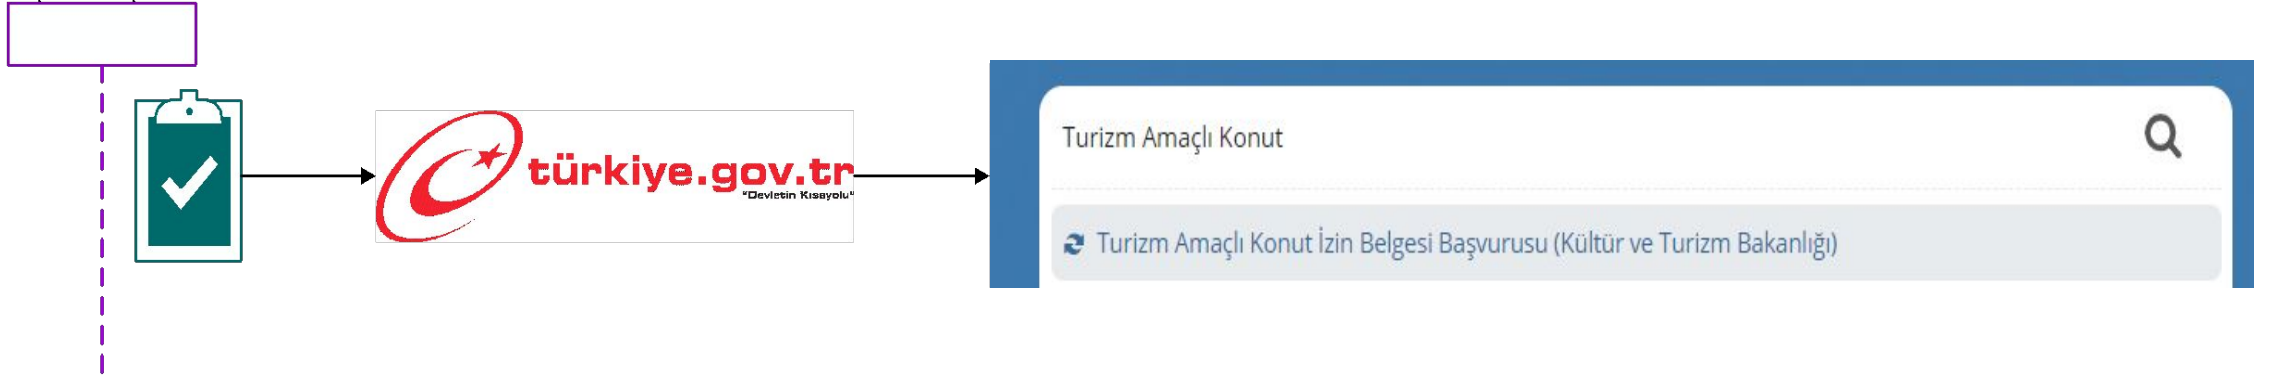 türkiye.gov.tr
"Devletin Kısayolu"
Turizm Amaçlı Konut
Turizm Amaçlı Konut İzin Belgesi Başvurusu (Kültür ve Turizm Bakanlığı)